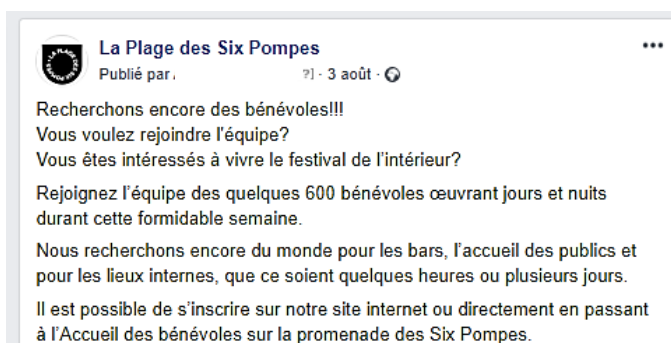 La Plage des Six Pompes
Publié par
?] · 3 août ·
Recherchons encore des bénévoles!!!
Vous voulez rejoindre l'équipe?
Vous êtes intéressés à vivre le festival de l'intérieur?
Rejoignez l'équipe des quelques 600 bénévoles œuvrant jours et nuits
durant cette formidable semaine.
Nous recherchons encore du monde pour les bars, l'accueil des publics et
pour les lieux internes, que ce soient quelques heures ou plusieurs jours.
Il est possible de s'inscrire sur notre site internet ou directement en passant
à l'Accueil des bénévoles sur la promenade des Six Pompes.